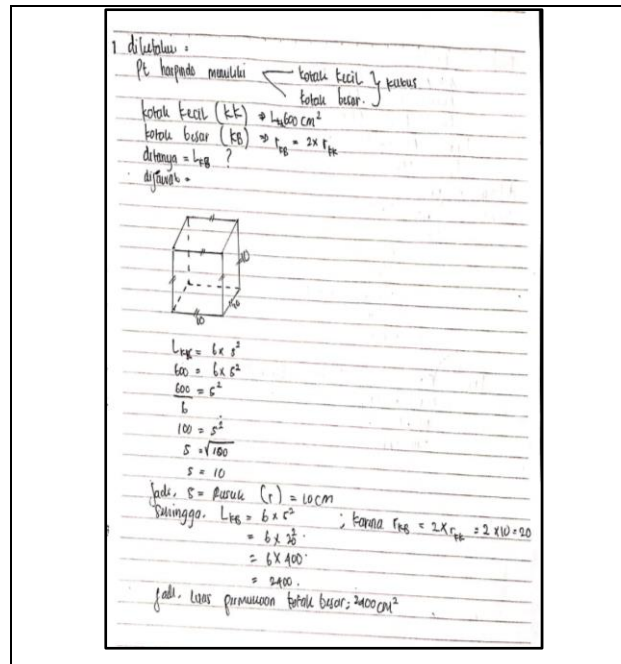 1 diketahui :
Pt harpindo memiliki kotak kecil } kubus
kotak besar.
kotak kecil (KK) ⇒ L = 600 cm²
kotak besar (KB) ⇒ r_KB = 2 x r_KK
ditanya = L_KB ?
dijawab =
10
10
10
L_KK = 6 x s²
600 = 6 x s²
600 = s²
6
100 = s²
s = √100
s = 10
Jadi, s = Rusuk (r) = 10 cm
Sehingga. L_KB = 6 x s² ; karna r_KB = 2 x r_KK = 2 x 10 = 20
= 6 x 20²
= 6 x 400
= 2400.
Jadi. luas permukaan kotak besar = 2400 cm²